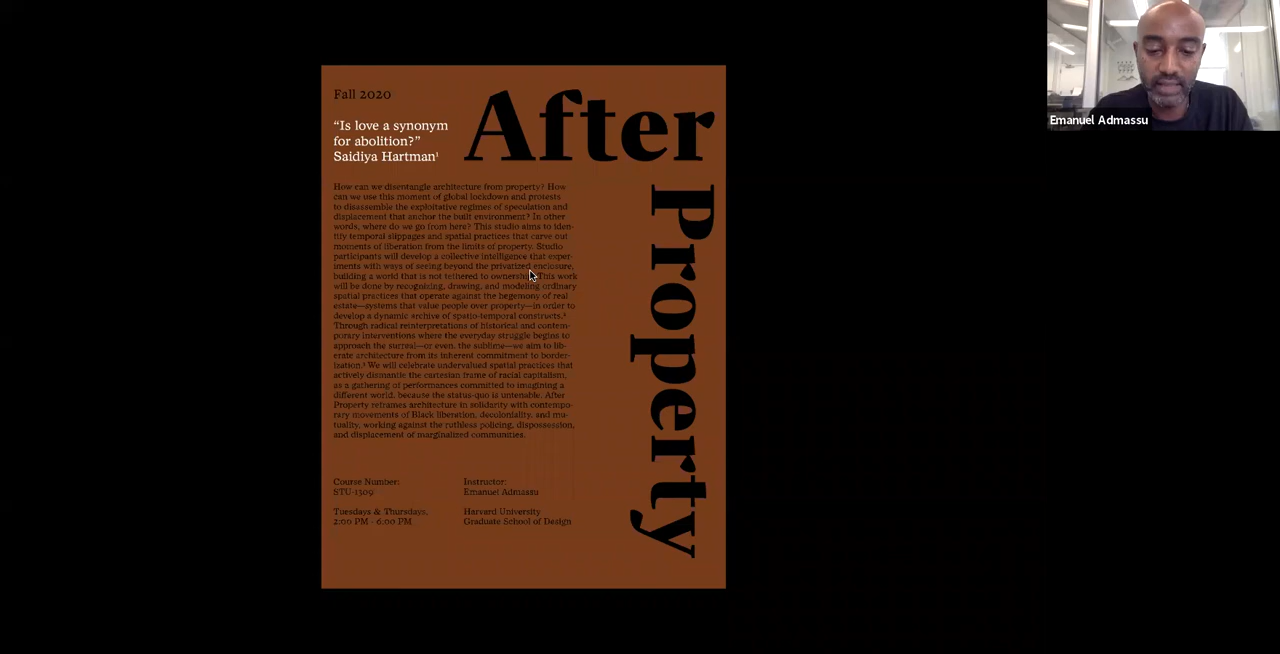 Fall 2020
After
Property
“Is love a synonym
for abolition?”
Saidiya Hartman¹
How can we disentangle architecture from property? How
can we use this moment of global lockdown and protests
to disassemble the exploitative regimes of speculation and
displacement that anchor the built environment? In other
words, where do we go from here? This studio aims to iden-
tify temporal slippages and spatial practices that carve out
moments of liberation from the limits of property. Studio
participants will develop a collective intelligence that exper-
iments with ways of seeing beyond the privatized enclosure,
building a world that is not tethered to ownership. This work
will be done by recognizing, drawing, and modeling ordinary
spatial practices that operate against the hegemony of real
estate—systems that value people over property—in order to
develop a dynamic archive of spatio-temporal constructs.
Through radical reinterpretations of historical and contem-
porary interventions where the everyday struggle begins to
approach the surreal—or even, the sublime—we aim to lib-
erate architecture from its inherent commitment to border-
ization. We will celebrate undervalued spatial practices that
actively dismantle the cartesian frame of racial capitalism,
as a gathering of performances committed to imagining a
different world, because the status-quo is untenable. After
Property reframes architecture in solidarity with contempo-
rary movements of Black liberation, decoloniality, and mu-
tuality, working against the ruthless policing, dispossession,
and displacement of marginalized communities.
Course Number:
STU-1309
Tuesdays & Thursdays,
2:00 PM - 6:00 PM
Instructor:
Emanuel Admassu
Harvard University
Graduate School of Design
Emanuel Admassu